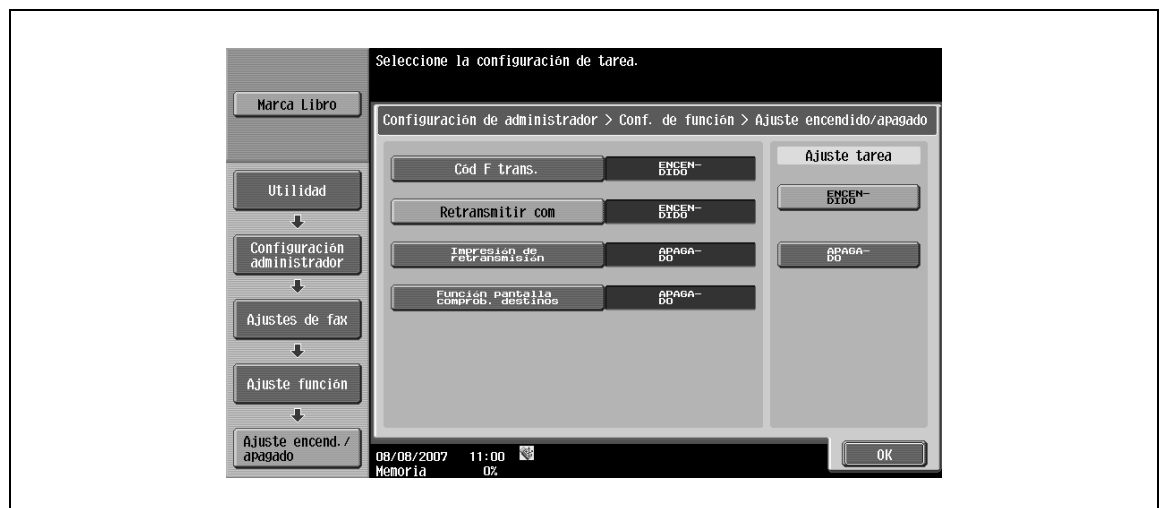 Seleccione la configuración de tarea.
Marca Libro
Configuración de administrador > Conf. de función > Ajuste encendido/apagado
Utilidad
Configuración
administrador
Ajustes de fax
Ajuste función
Ajuste encend./
apagado
Cód F trans.
ENCEN-
DIDO
Retransmitir com
ENCEN-
DIDO
Impresión de
retransmisión
APAGA-
DO
Función pantalla
comprob. destinos
APAGA-
DO
Ajuste tarea
ENCEN-
DIDO
APAGA-
DO
08/08/2007 11:00
Memoria 0%
OK